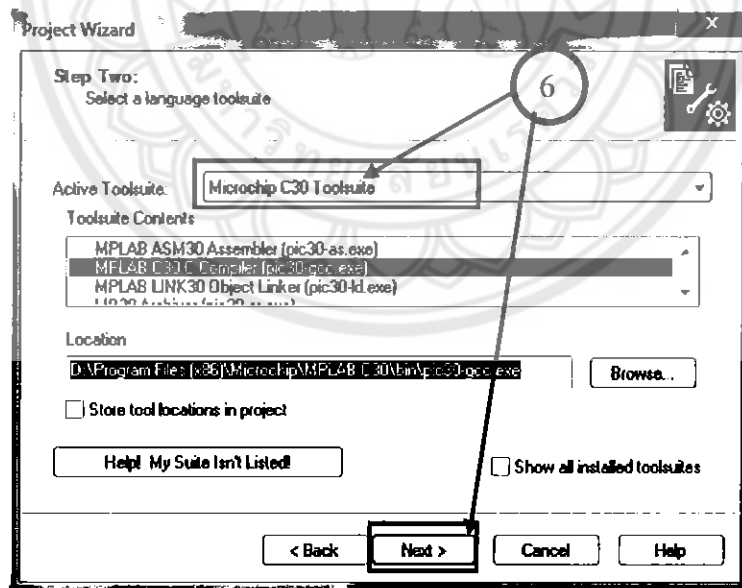 Project Wizard
X
Step Two:
Select a language toolsuite
6
Active Toolsuite: Microchip C30 Toolsuite
Toolsuite Contents
MPLAB ASM30 Assembler (pic30-as.exe)
MPLAB C30 C Compiler (pic30-gcc.exe)
MPLAB LINK30 Object Linker (pic30-ld.exe)
Location
D:\Program Files (x86)\Microchip\MPLAB C30\bin\pic30-gcc.exe
Browse...
Store tool locations in project
Help! My Suite Isn't Listed!
Show all installed toolsuites
< Back
Next >
Cancel
Help